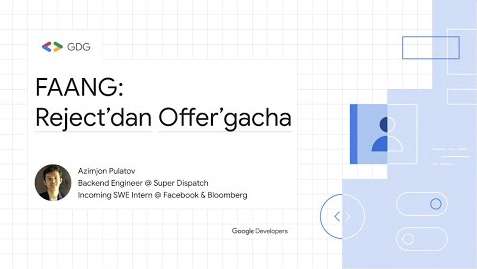 GDG
FAANG:
Reject’dan Offer’gacha
Azimjon Pulatov
Backend Engineer @ Super Dispatch
Incoming SWE Intern @ Facebook & Bloomberg
Google Developers